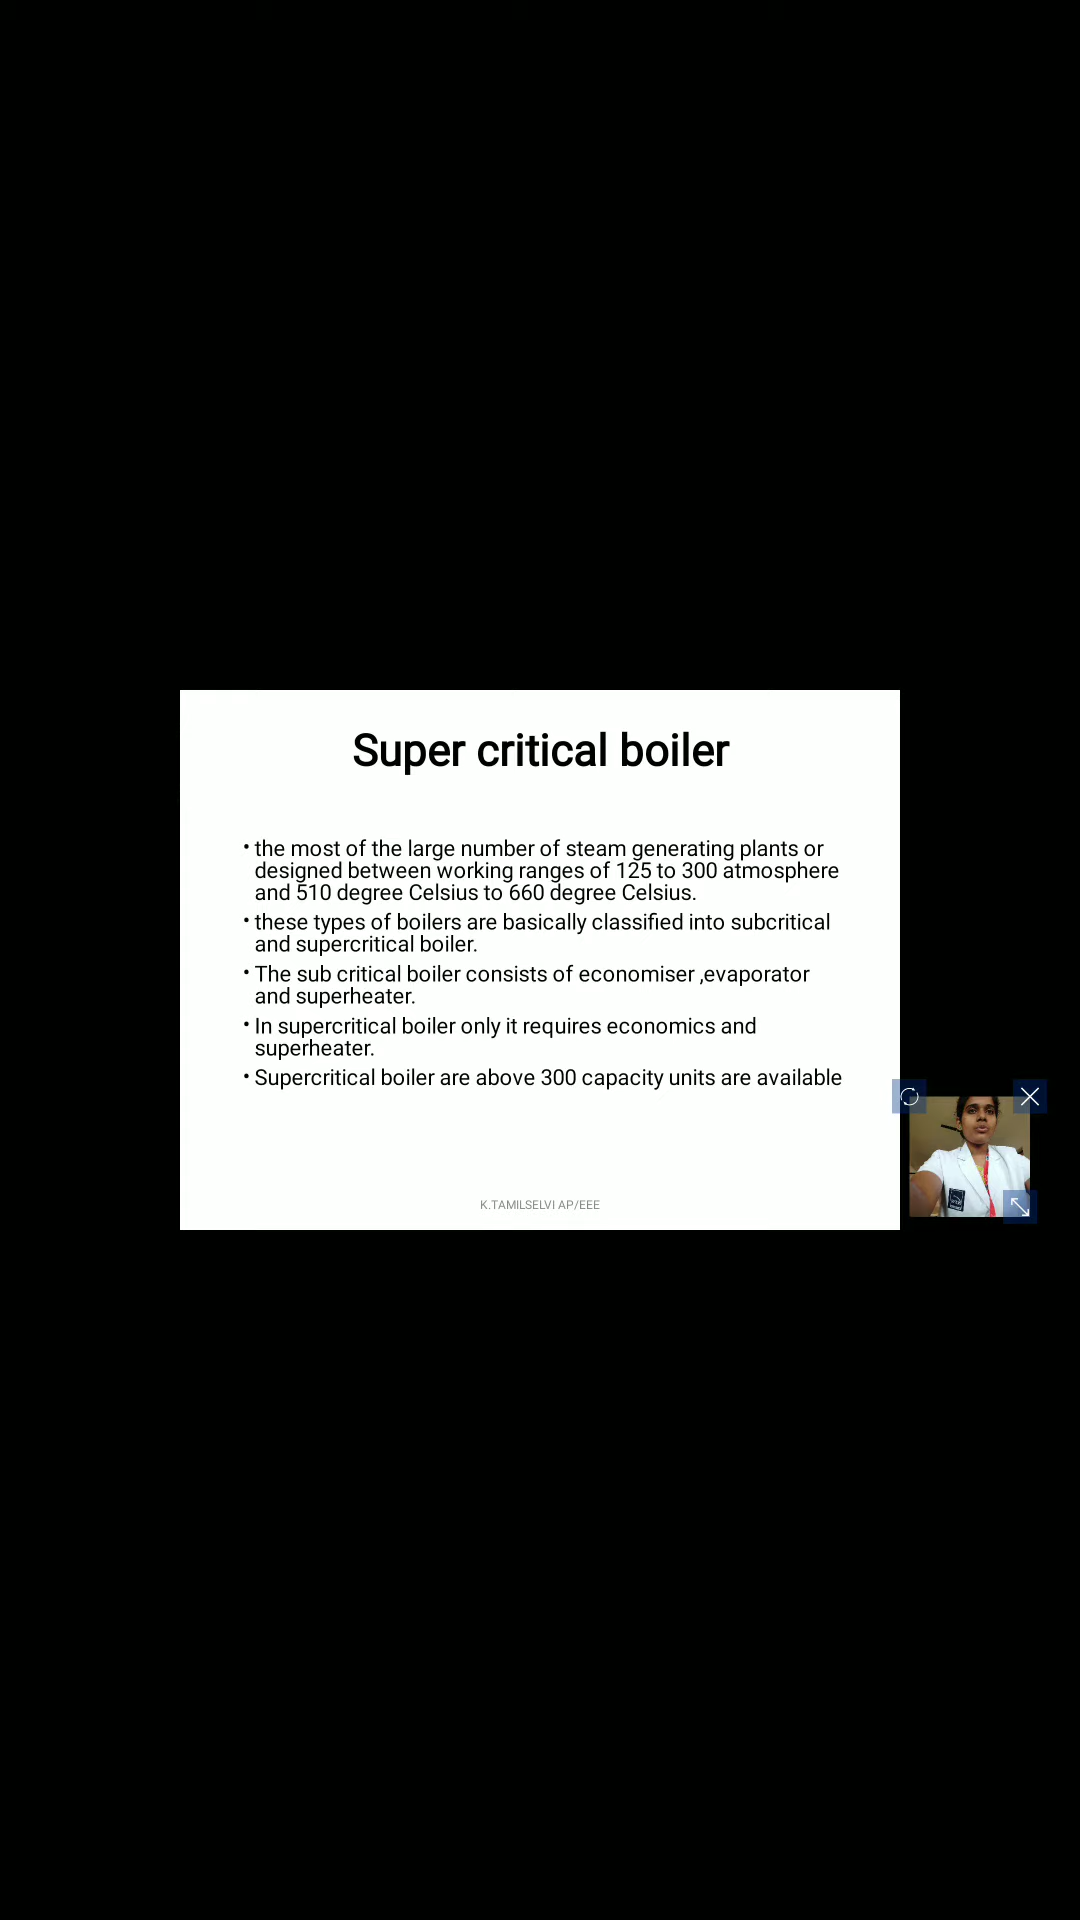 Super critical boiler
• the most of the large number of steam generating plants or
designed between working ranges of 125 to 300 atmosphere
and 510 degree Celsius to 660 degree Celsius.
• these types of boilers are basically classified into subcritical
and supercritical boiler.
• The sub critical boiler consists of economiser ,evaporator
and superheater.
• In supercritical boiler only it requires economics and
superheater.
• Supercritical boiler are above 300 capacity units are available
K.TAMILSELVI AP/EEE